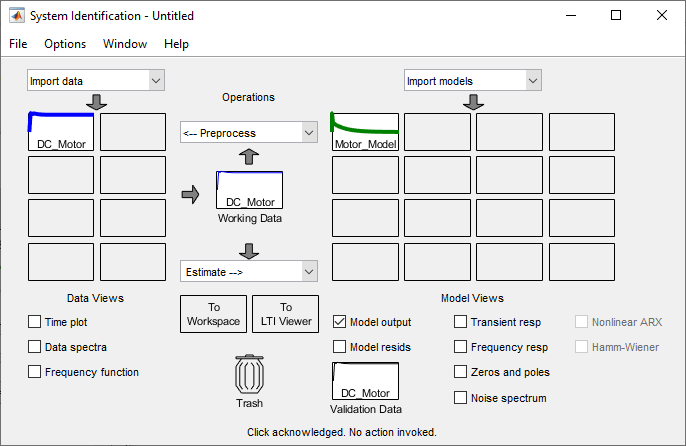 System Identification - Untitled
File Options Window Help
Import data
Import models
Operations
DC_Motor
<-- Preprocess
Motor_Model
DC_Motor
Working Data
Estimate -->
Data Views
Model Views
To
Workspace
To
LTI Viewer
Time plot
Data spectra
Frequency function
Model output
Model resids
Transient resp
Frequency resp
Zeros and poles
Noise spectrum
Nonlinear ARX
Hamm-Wiener
Trash
DC_Motor
Validation Data
Click acknowledged. No action invoked.